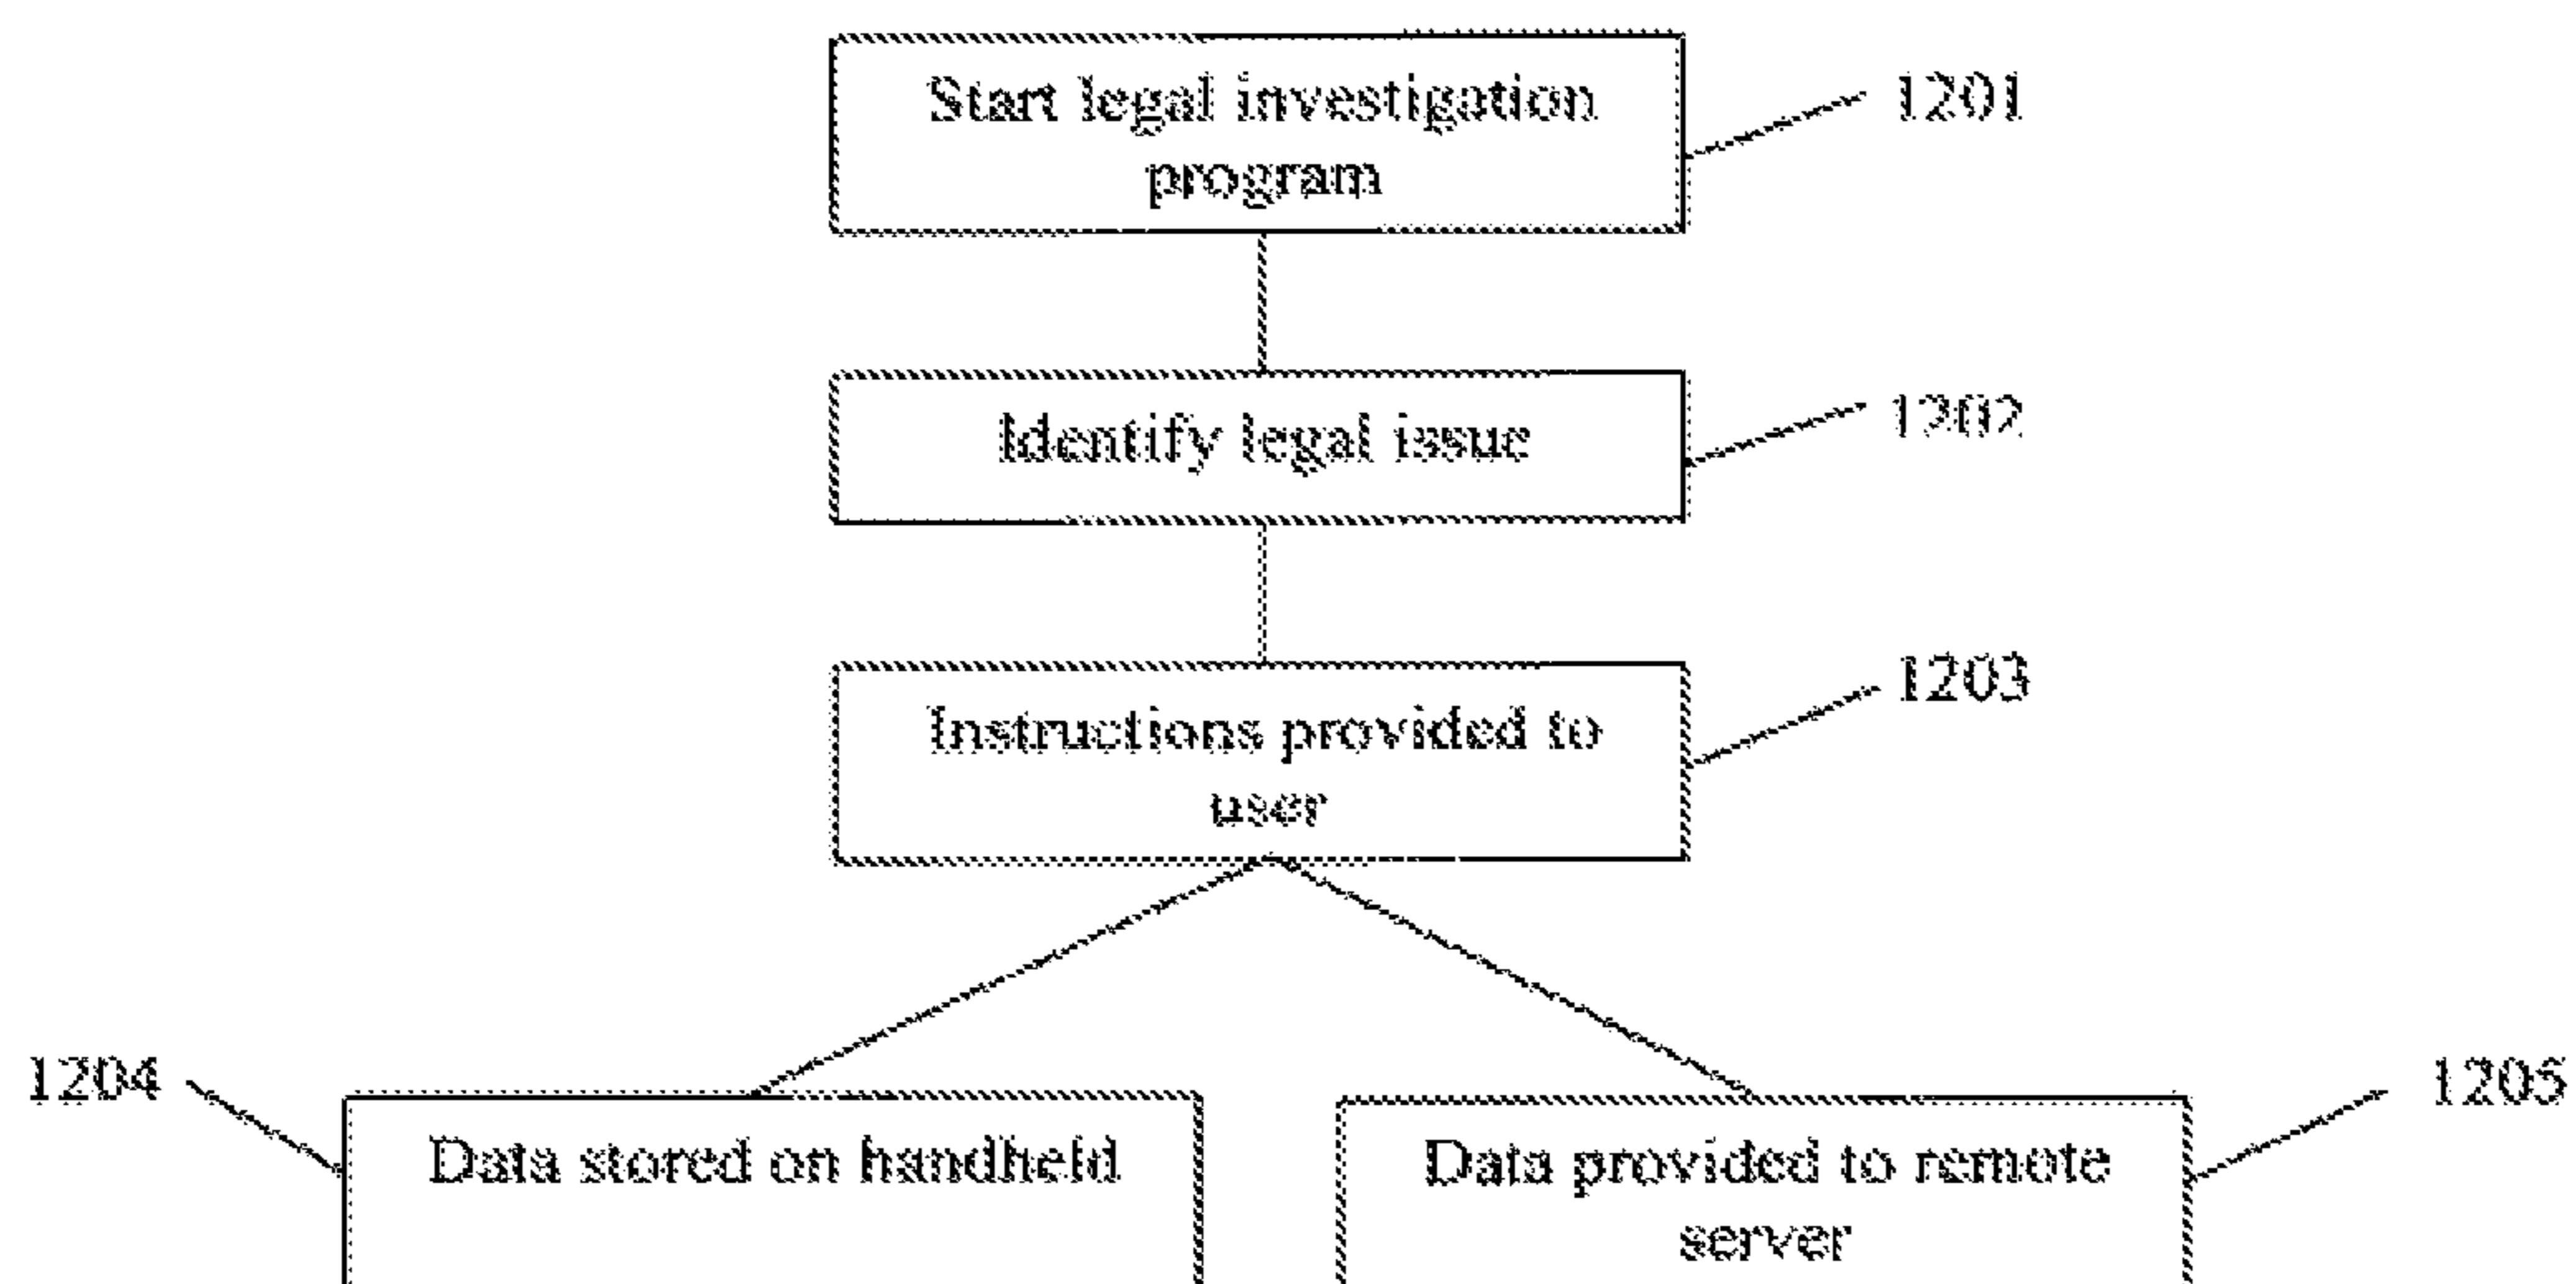 Start legal investigation
program
1201
Identify legal issue
1202
Instructions provided to
user
1203
1204
Data stored on handheld
Data provided to remote
server
1205